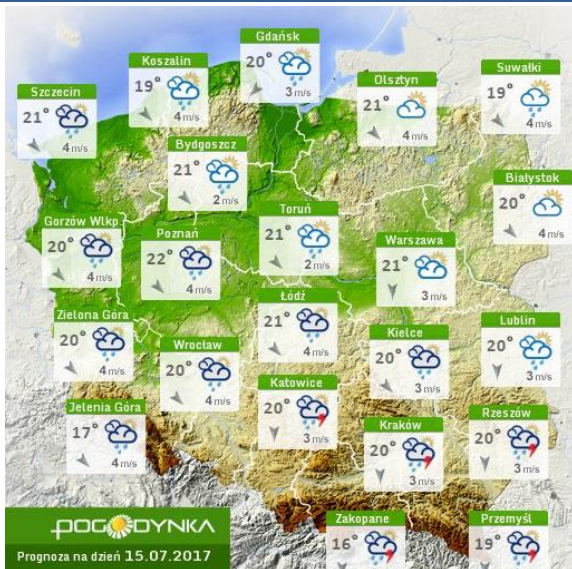 Gdańsk
20°
3 m/s
Koszalin
19°
4 m/s
Suwałki
19°
4 m/s
Olsztyn
21°
4 m/s
Szczecin
21°
4 m/s
Bydgoszcz
21°
2 m/s
Białystok
20°
4 m/s
Toruń
21°
2 m/s
Gorzów Wlkp
20°
4 m/s
Poznań
22°
4 m/s
Warszawa
21°
3 m/s
Łódź
21°
4 m/s
Zielona Góra
20°
4 m/s
Lublin
20°
3 m/s
Kielce
20°
3 m/s
Wrocław
20°
4 m/s
Katowice
20°
3 m/s
Jelenia Góra
17°
4 m/s
Rzeszów
20°
3 m/s
Kraków
20°
3 m/s
Zakopane
16°
Przemyśl
19°
POGODYNKA
Prognoza na dzień 15.07.2017